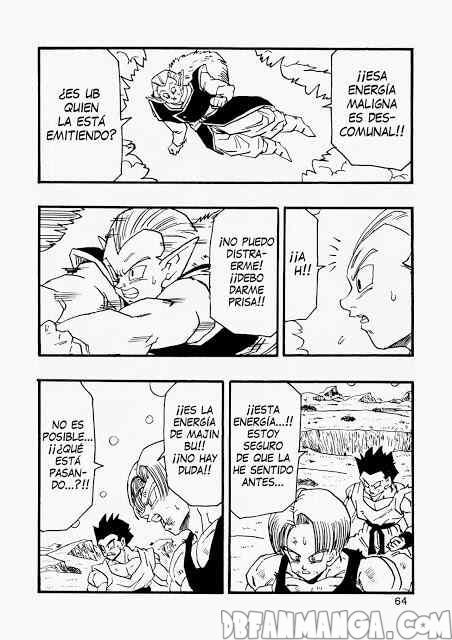 ¡¡ESA
ENERGÍA
MALIGNA
ES DES-
COMUNAL!!
¿ES UB
QUIEN
LA ESTÁ
EMITIENDO?
¡¡A
H!!
¡NO PUEDO
DISTRA-
ERME!
¡¡DEBO
DARME
PRISA!!
¡¡ESTA
ENERGÍA...!!
ESTOY
SEGURO
DE QUE LA
HE SENTIDO
ANTES...
¡¡ES LA
ENERGÍA
DE MAJIN
BU!! ¡¡NO HAY
DUDA!!
NO ES
POSIBLE...
¡¡¿QUÉ
ESTÁ
PASAN-
DO...?!!
64
DBFANMANGA.COM